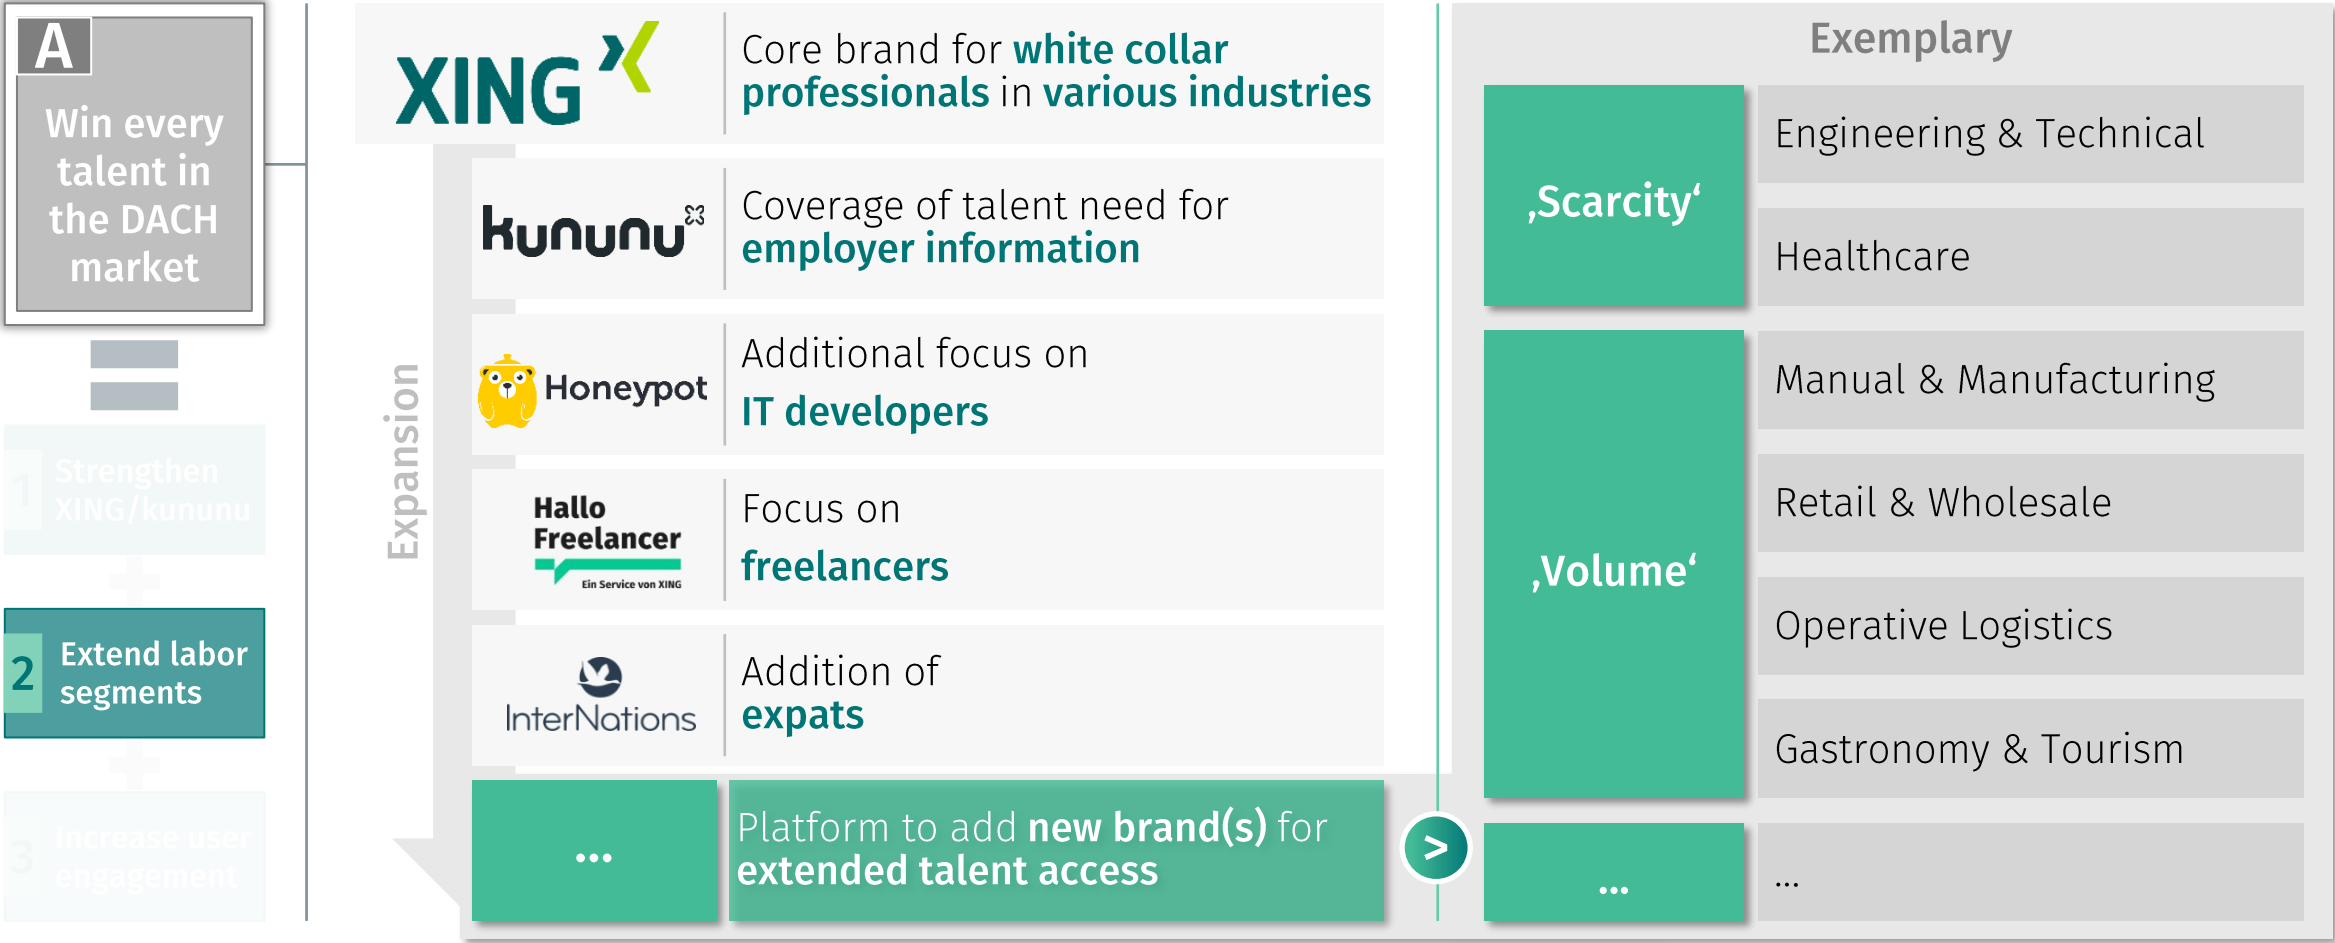 A
Win every
talent in
the DACH
market
1
Strengthen
XING/kununu
2
Extend labor
segments
3
Increase user
engagement
Expansion
XING
Core brand for white collar
professionals in various industries
kununu
Coverage of talent need for
employer information
Honeypot
Additional focus on
IT developers
Hallo
Freelancer
Ein Service von XING
Focus on
freelancers
InterNations
Addition of
expats
...
Platform to add new brand(s) for
extended talent access
>
Exemplary
‚Scarcity‘
Engineering & Technical
Healthcare
‚Volume‘
Manual & Manufacturing
Retail & Wholesale
Operative Logistics
Gastronomy & Tourism
...
...